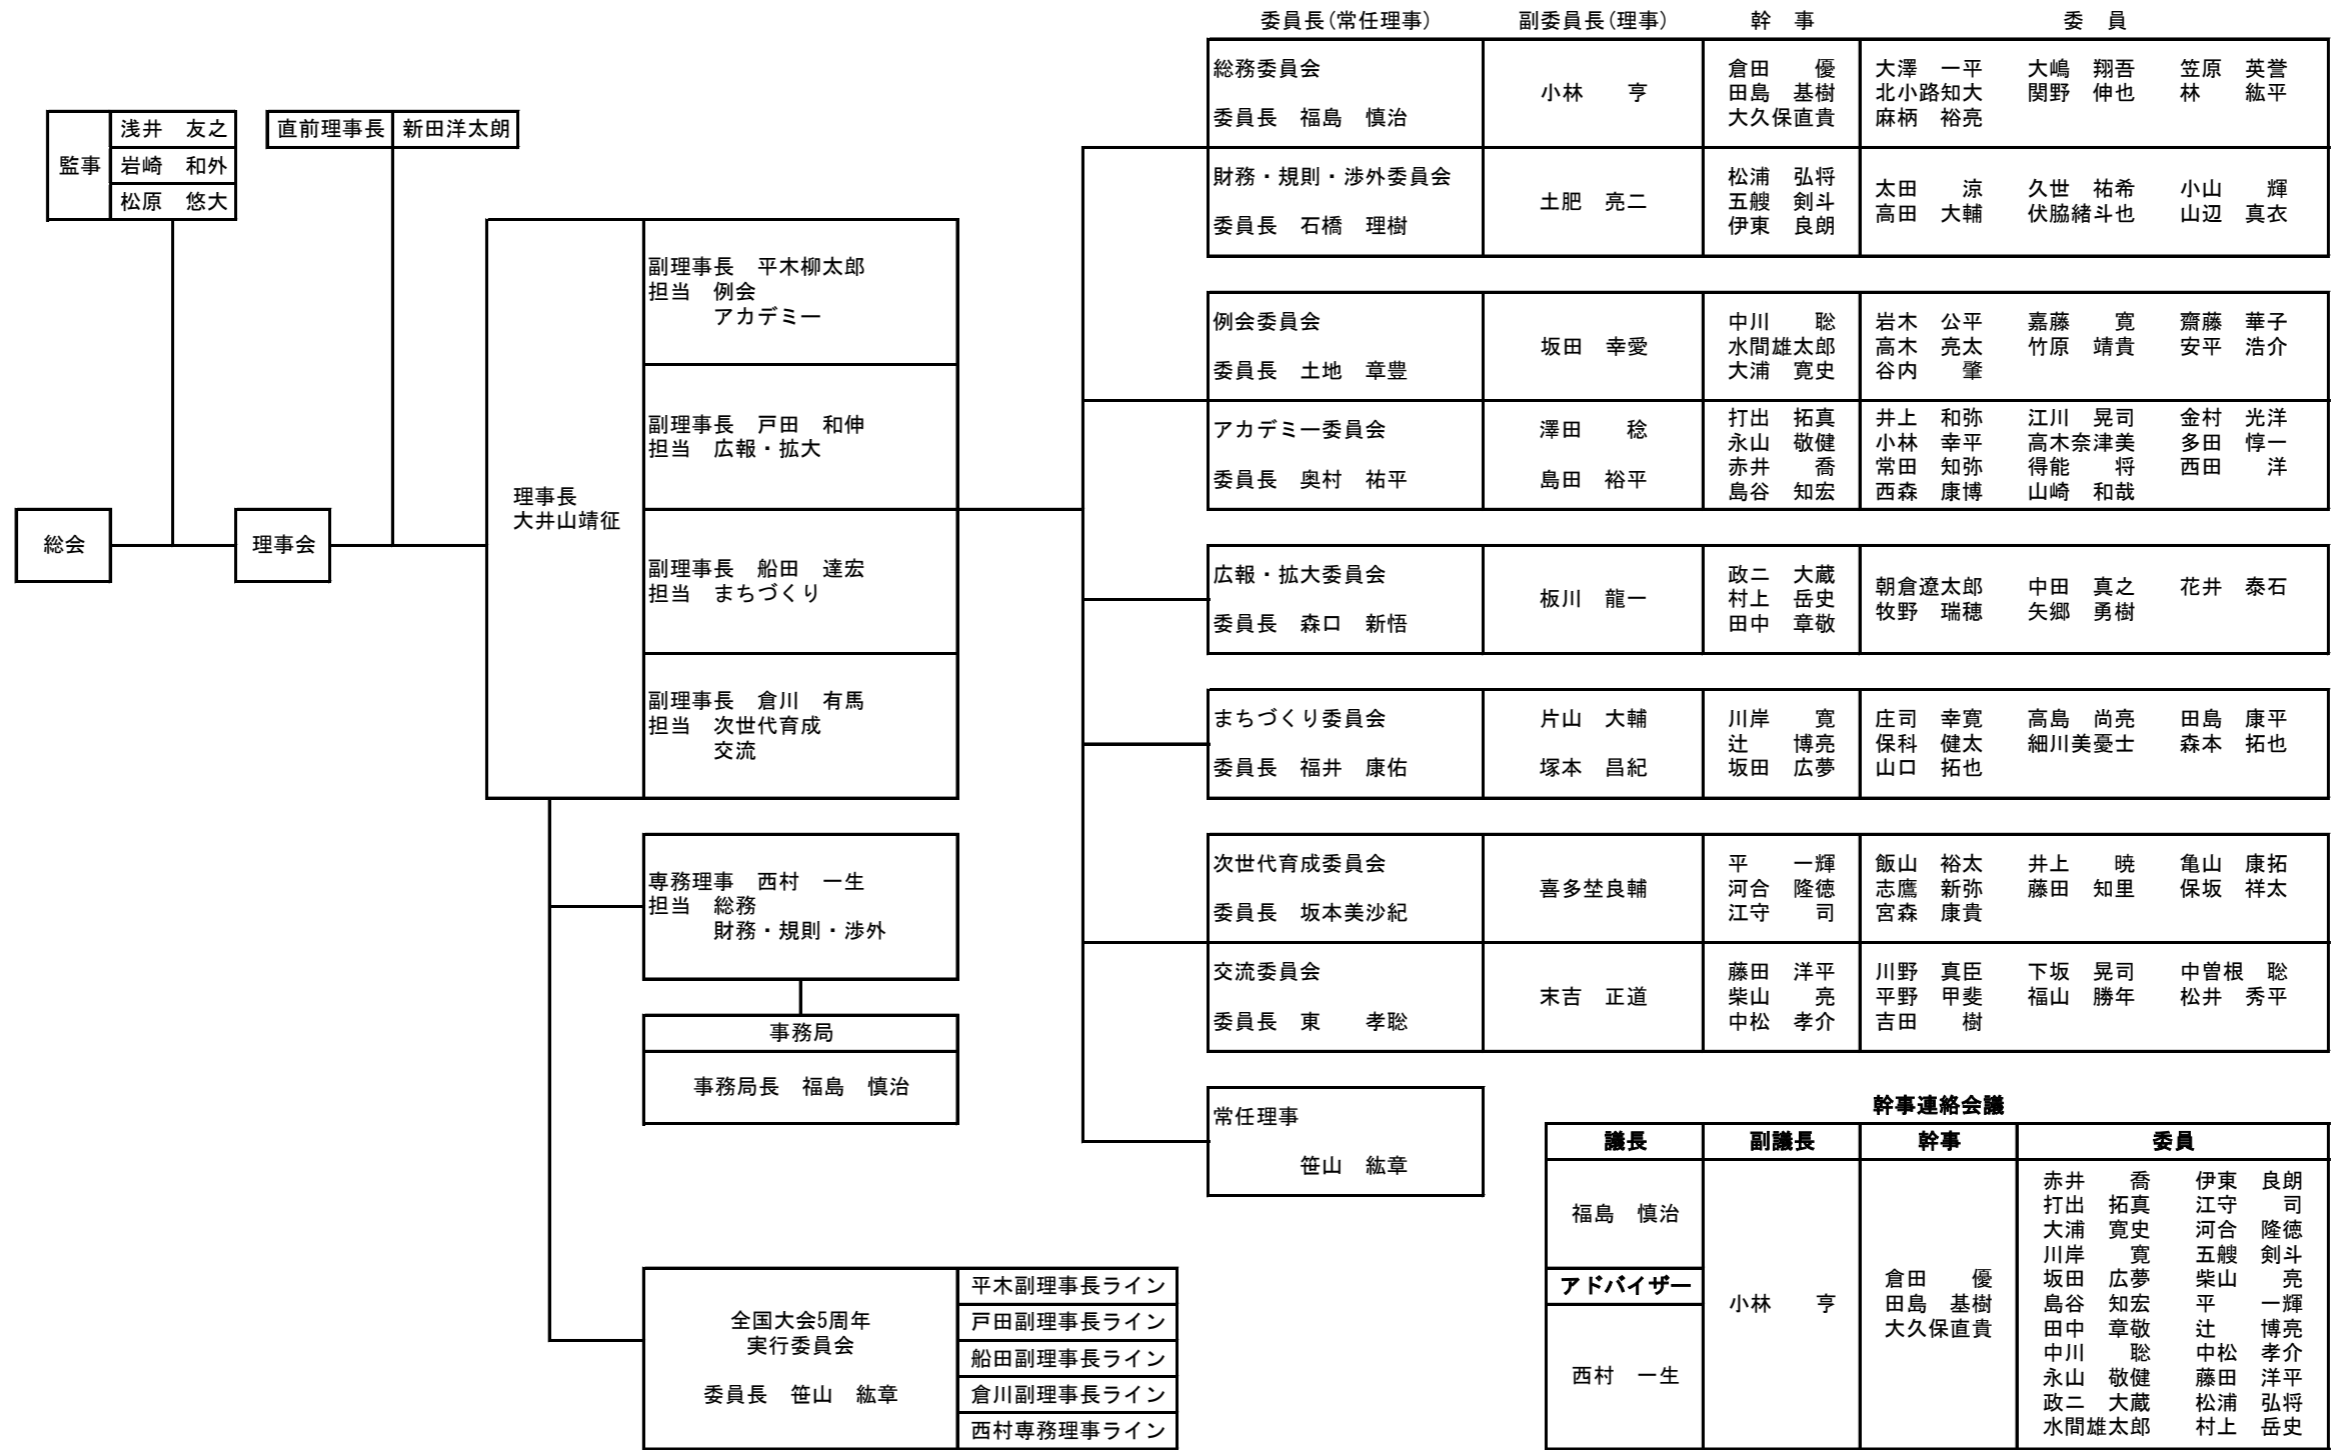 委員長(常任理事)　副委員長(理事)　幹　事　委　員
総務委員会
委員長　福島　慎治
小林　　亨
倉田　　優
田島　基樹
大久保直貴
大澤　一平　大嶋　翔吾　笠原　英誉
北小路知大　関野　伸也　林　　紘平
麻柄　裕亮
財務・規則・渉外委員会
委員長　石橋　理樹
土肥　亮二
松浦　弘将
五艘　剣斗
伊東　良朗
太田　　涼　久世　祐希　小山　　輝
高田　大輔　伏脇緒斗也　山辺　真衣
例会委員会
委員長　土地　章豊
坂田　幸愛
中川　　聡
水間雄太郎
大浦　寛史
岩木　公平　嘉藤　　寛　齋藤　華子
高木　亮太　竹原　靖貴　安平　浩介
谷内　　肇
アカデミー委員会
委員長　奥村　祐平
澤田　　稔
島田　裕平
打出　拓真
永山　敬健
赤井　　喬
島谷　知宏
井上　和弥　江川　晃司　金村　光洋
小林　幸平　高木奈津美　多田　惇一
常田　知弥　得能　　将　西田　　洋
西森　康博　山崎　和哉
広報・拡大委員会
委員長　森口　新悟
板川　龍一
政二　大蔵
村上　岳史
田中　章敬
朝倉遼太郎　中田　真之　花井　泰石
牧野　瑞穂　矢郷　勇樹
まちづくり委員会
委員長　福井　康佑
片山　大輔
塚本　昌紀
川岸　　寛
辻　　博亮
坂田　広夢
庄司　幸寛　高島　尚亮　田島　康平
保科　健太　細川美憂士　森本　拓也
山口　拓也
次世代育成委員会
委員長　坂本美沙紀
喜多埜良輔
平　　一輝
河合　隆徳
江守　　司
飯山　裕太　井上　　暁　亀山　康拓
志鷹　新弥　藤田　知里　保坂　祥太
宮森　康貴
交流委員会
委員長　東　　孝聡
末吉　正道
藤田　洋平
柴山　　亮
中松　孝介
川野　真臣　下坂　晃司　中曽根　聡
平野　甲斐　福山　勝年　松井　秀平
吉田　　樹
常任理事
笹山　紘章
監事
浅井　友之
岩崎　和外
松原　悠大
直前理事長　新田洋太朗
総会
理事会
理事長
大井山靖征
副理事長　平木柳太郎
担当　例会
アカデミー
副理事長　戸田　和伸
担当　広報・拡大
副理事長　船田　達宏
担当　まちづくり
副理事長　倉川　有馬
担当　次世代育成
交流
専務理事　西村　一生
担当　総務
財務・規則・渉外
事務局
事務局長　福島　慎治
全国大会5周年
実行委員会
委員長　笹山　紘章
平木副理事長ライン
戸田副理事長ライン
船田副理事長ライン
倉川副理事長ライン
西村専務理事ライン
幹事連絡会議
議長　副議長　幹事　委員
福島　慎治
アドバイザー
西村　一生
小林　　亨
倉田　　優
田島　基樹
大久保直貴
赤井　　喬　伊東　良朗
打出　拓真　江守　　司
大浦　寛史　河合　隆徳
川岸　　寛　五艘　剣斗
坂田　広夢　柴山　　亮
島谷　知宏　平　　一輝
田中　章敬　辻　　博亮
中川　　聡　中松　孝介
永山　敬健　藤田　洋平
政二　大蔵　松浦　弘将
水間雄太郎　村上　岳史